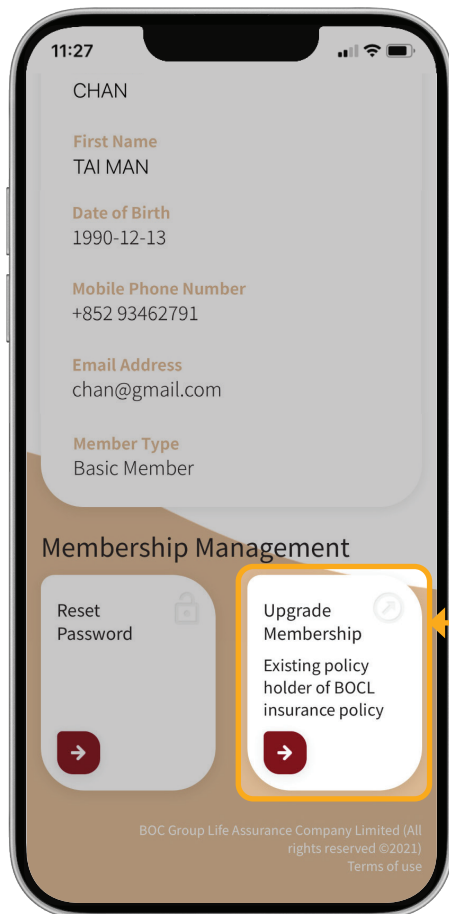 11:27
CHAN
First Name
TAI MAN
Date of Birth
1990-12-13
Mobile Phone Number
+852 93462791
Email Address
chan@gmail.com
Member Type
Basic Member
Membership Management
Reset
Password
Upgrade
Membership
Existing policy
holder of BOCL
insurance policy
BOC Group Life Assurance Company Limited (All
rights reserved ©2021)
Terms of use